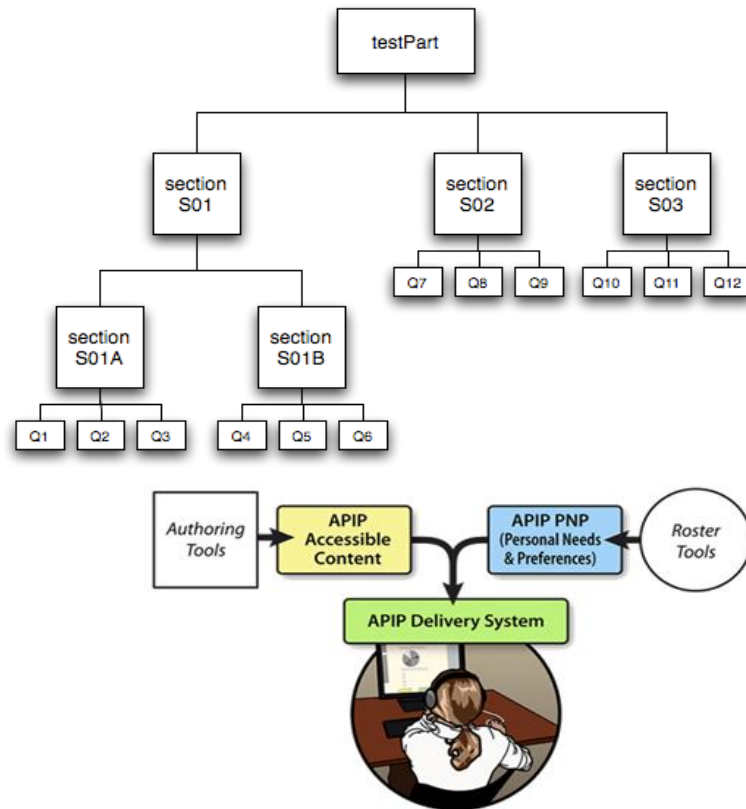 testPart
section
S01
section
S02
section
S03
Q7
Q8
Q9
Q10
Q11
Q12
section
S01A
section
S01B
Q1
Q2
Q3
Q4
Q5
Q6
Authoring
Tools
APIP
Accessible
Content
APIP PNP
(Personal Needs
& Preferences)
Roster
Tools
APIP Delivery System